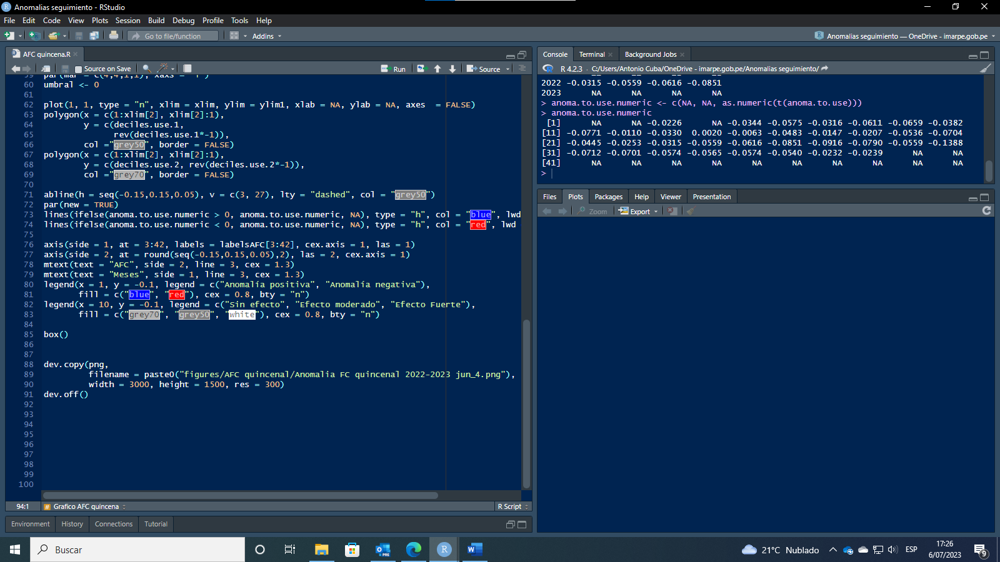 Anomalias seguimiento - RStudio
File Edit Code View Plots Session Build Debug Profile Tools Help
Go to file/function Addins
Anomalias seguimiento — OneDrive - imarpe.gob.pe
AFC quincena.R
Source on Save Run Source
60 umbral <- 0
61
62 plot(1, 1, type = "n", xlim = xlim, ylim = ylim1, xlab = NA, ylab = NA, axes  = FALSE)
63 polygon(x = c(1:xlim[2], xlim[2]:1),
64         y = c(deciles.use.1,
65               rev(deciles.use.1*-1)),
66         col ="grey50", border = FALSE)
67 polygon(x = c(1:xlim[2], xlim[2]:1),
68         y = c(deciles.use.2, rev(deciles.use.2*-1)),
69         col ="grey70", border = FALSE)
70
71 abline(h = seq(-0.15,0.15,0.05), v = c(3, 27), lty = "dashed", col = "grey50")
72 par(new = TRUE)
73 lines(ifelse(anoma.to.use.numeric > 0, anoma.to.use.numeric, NA), type = "h", col = "blue", lwd
74 lines(ifelse(anoma.to.use.numeric < 0, anoma.to.use.numeric, NA), type = "h", col = "red", lwd
75
76 axis(side = 1, at = 3:42, labels = labelsAFC[3:42], cex.axis = 1, las = 1)
77 axis(side = 2, at = round(seq(-0.15,0.15,0.05),2), las = 2, cex.axis = 1)
78 mtext(text = "AFC", side = 2, line = 3, cex = 1.3)
79 mtext(text = "Meses", side = 1, line = 3, cex = 1.3)
80 legend(x = 1, y = -0.1, legend = c("Anomalía positiva", "Anomalía negativa"),
81        fill = c("blue", "red"), cex = 0.8, bty = "n")
82 legend(x = 10, y = -0.1, legend = c("Sin efecto", "Efecto moderado", "Efecto Fuerte"),
83        fill = c("grey70", "grey50", "white"), cex = 0.8, bty = "n")
84
85 box()
86
87
88 dev.copy(png,
89          filename = paste0("figures/AFC quincenal/Anomalia FC quincenal 2022-2023 jun_4.png"),
90          width = 3000, height = 1500, res = 300)
91 dev.off()
92
93
94
95
96
97
98
99
100
94:1 Grafico AFC quincena R Script
Environment History Connections Tutorial
Console Terminal Background Jobs
R 4.2.3 · C:/Users/Antonio Cuba/OneDrive - imarpe.gob.pe/Anomalias seguimiento/
2022 -0.0315 -0.0559 -0.0616 -0.0851
2023      NA      NA      NA      NA
> anoma.to.use.numeric <- c(NA, NA, as.numeric(t(anoma.to.use)))
> anoma.to.use.numeric
 [1]      NA      NA -0.0226      NA -0.0344 -0.0575 -0.0316 -0.0611 -0.0659 -0.0382
[11] -0.0771 -0.0110 -0.0330  0.0020 -0.0063 -0.0483 -0.0147 -0.0207 -0.0536 -0.0704
[21] -0.0445 -0.0253 -0.0315 -0.0559 -0.0616 -0.0851 -0.0916 -0.0790 -0.0559 -0.1388
[31] -0.0712 -0.0701 -0.0574 -0.0565 -0.0574 -0.0540 -0.0232 -0.0239      NA      NA
[41]      NA      NA      NA      NA      NA      NA      NA      NA      NA      NA
>
Files Plots Packages Help Viewer Presentation
Zoom Export
Buscar
21°C Nublado ESP 17:26
6/07/2023 9